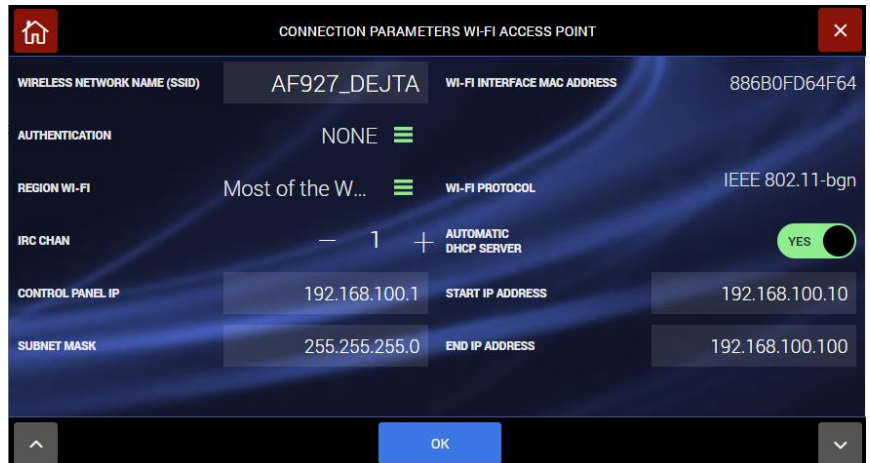 CONNECTION PARAMETERS WI-FI ACCESS POINT
WIRELESS NETWORK NAME (SSID) AF927_DEJTA WI-FI INTERFACE MAC ADDRESS 886B0FD64F64
AUTHENTICATION NONE
REGION WI-FI Most of the W... WI-FI PROTOCOL IEEE 802.11-bgn
IRC CHAN − 1 + AUTOMATIC
DHCP SERVER YES
CONTROL PANEL IP 192.168.100.1 START IP ADDRESS 192.168.100.10
SUBNET MASK 255.255.255.0 END IP ADDRESS 192.168.100.100
OK